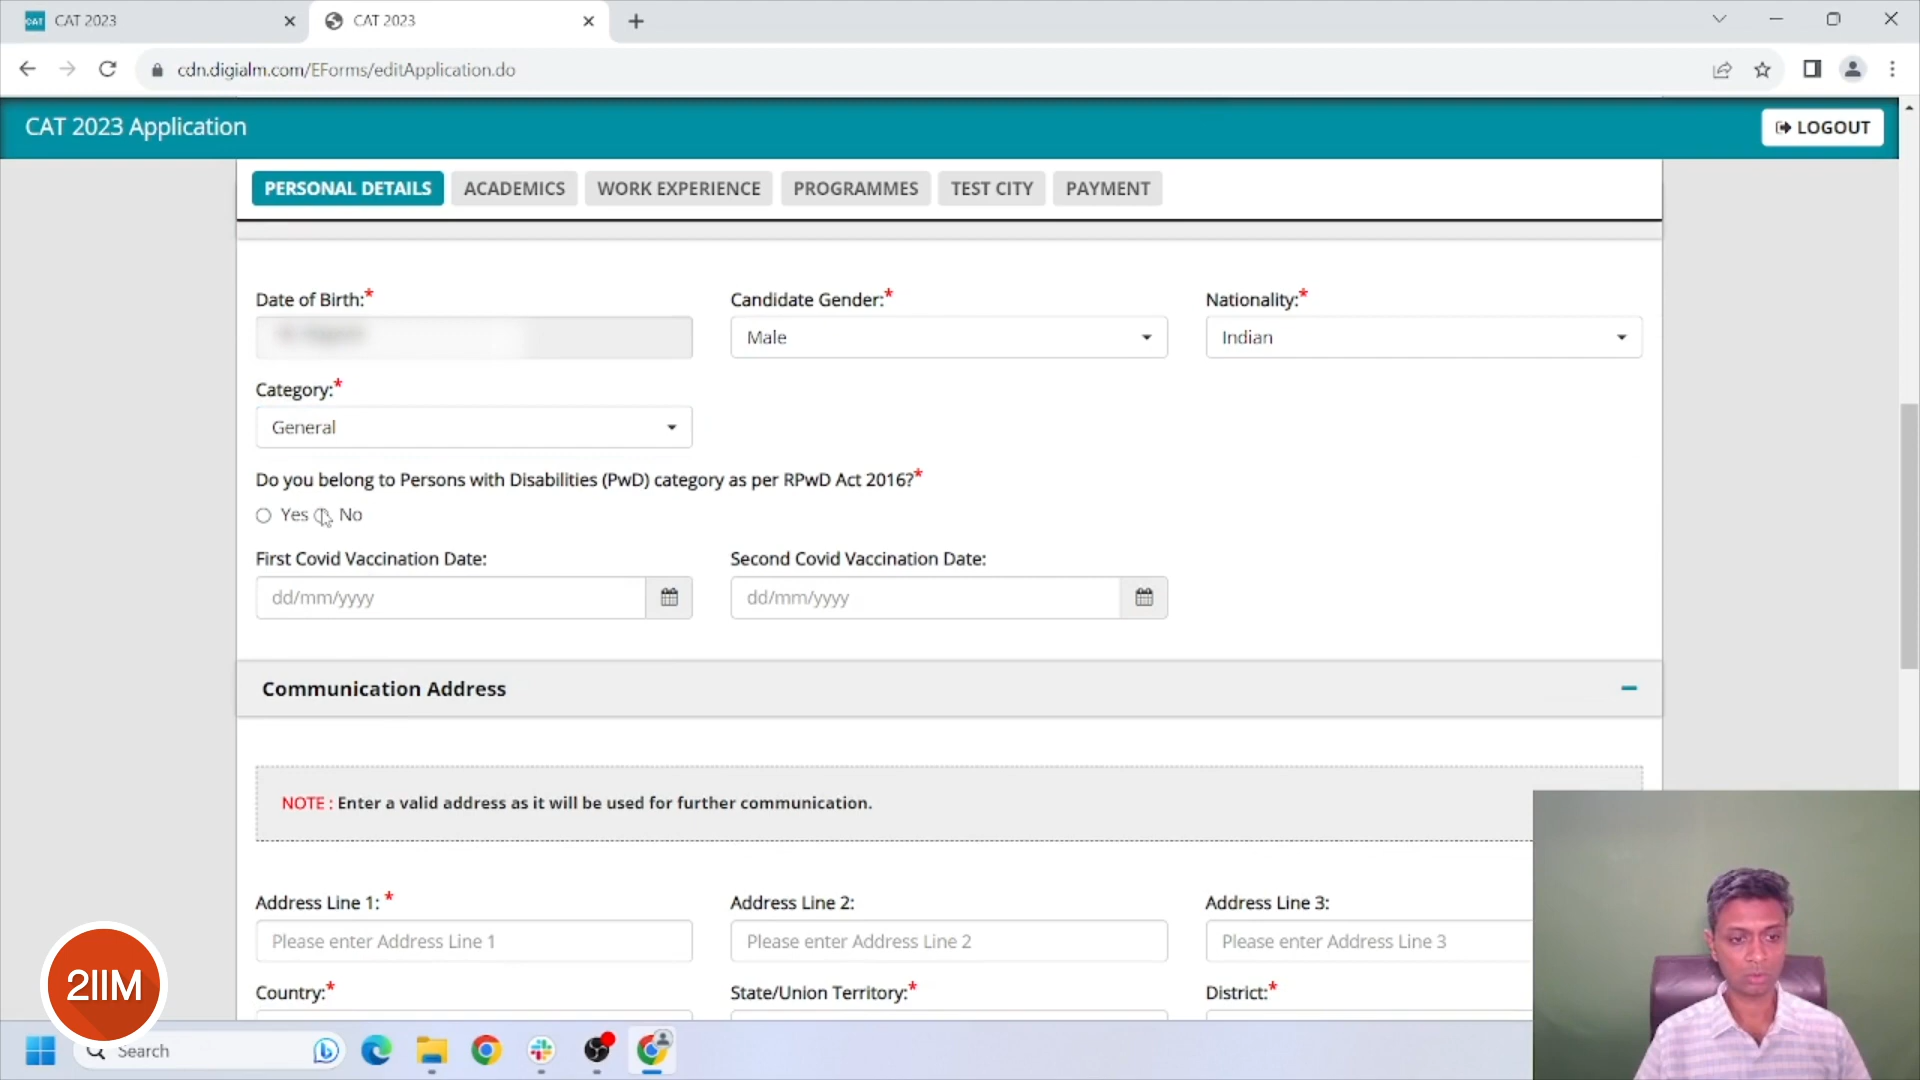 CAT CAT 2023
CAT 2023
cdn.digialm.com/EForms/editApplication.do
CAT 2023 Application
LOGOUT
PERSONAL DETAILS
ACADEMICS
WORK EXPERIENCE
PROGRAMMES
TEST CITY
PAYMENT
Date of Birth:*
Candidate Gender:*
Nationality:*
Male
Indian
Category:*
General
Do you belong to Persons with Disabilities (PwD) category as per RPwD Act 2016?*
Yes No
First Covid Vaccination Date:
Second Covid Vaccination Date:
dd/mm/yyyy
dd/mm/yyyy
Communication Address
NOTE : Enter a valid address as it will be used for further communication.
Address Line 1: *
Address Line 2:
Address Line 3:
Please enter Address Line 1
Please enter Address Line 2
Please enter Address Line 3
2IIM
Country:*
State/Union Territory:*
District:*
Search